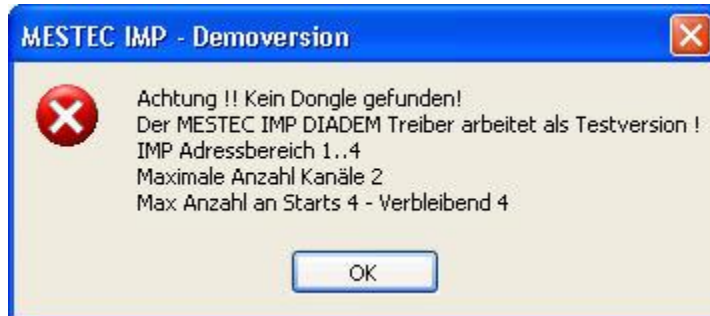 MESTEC IMP - Demoversion
Achtung !! Kein Dongle gefunden!
Der MESTEC IMP DIADEM Treiber arbeitet als Testversion !
IMP Adressbereich 1..4
Maximale Anzahl Kanäle 2
Max Anzahl an Starts 4 - Verbleibend 4
OK